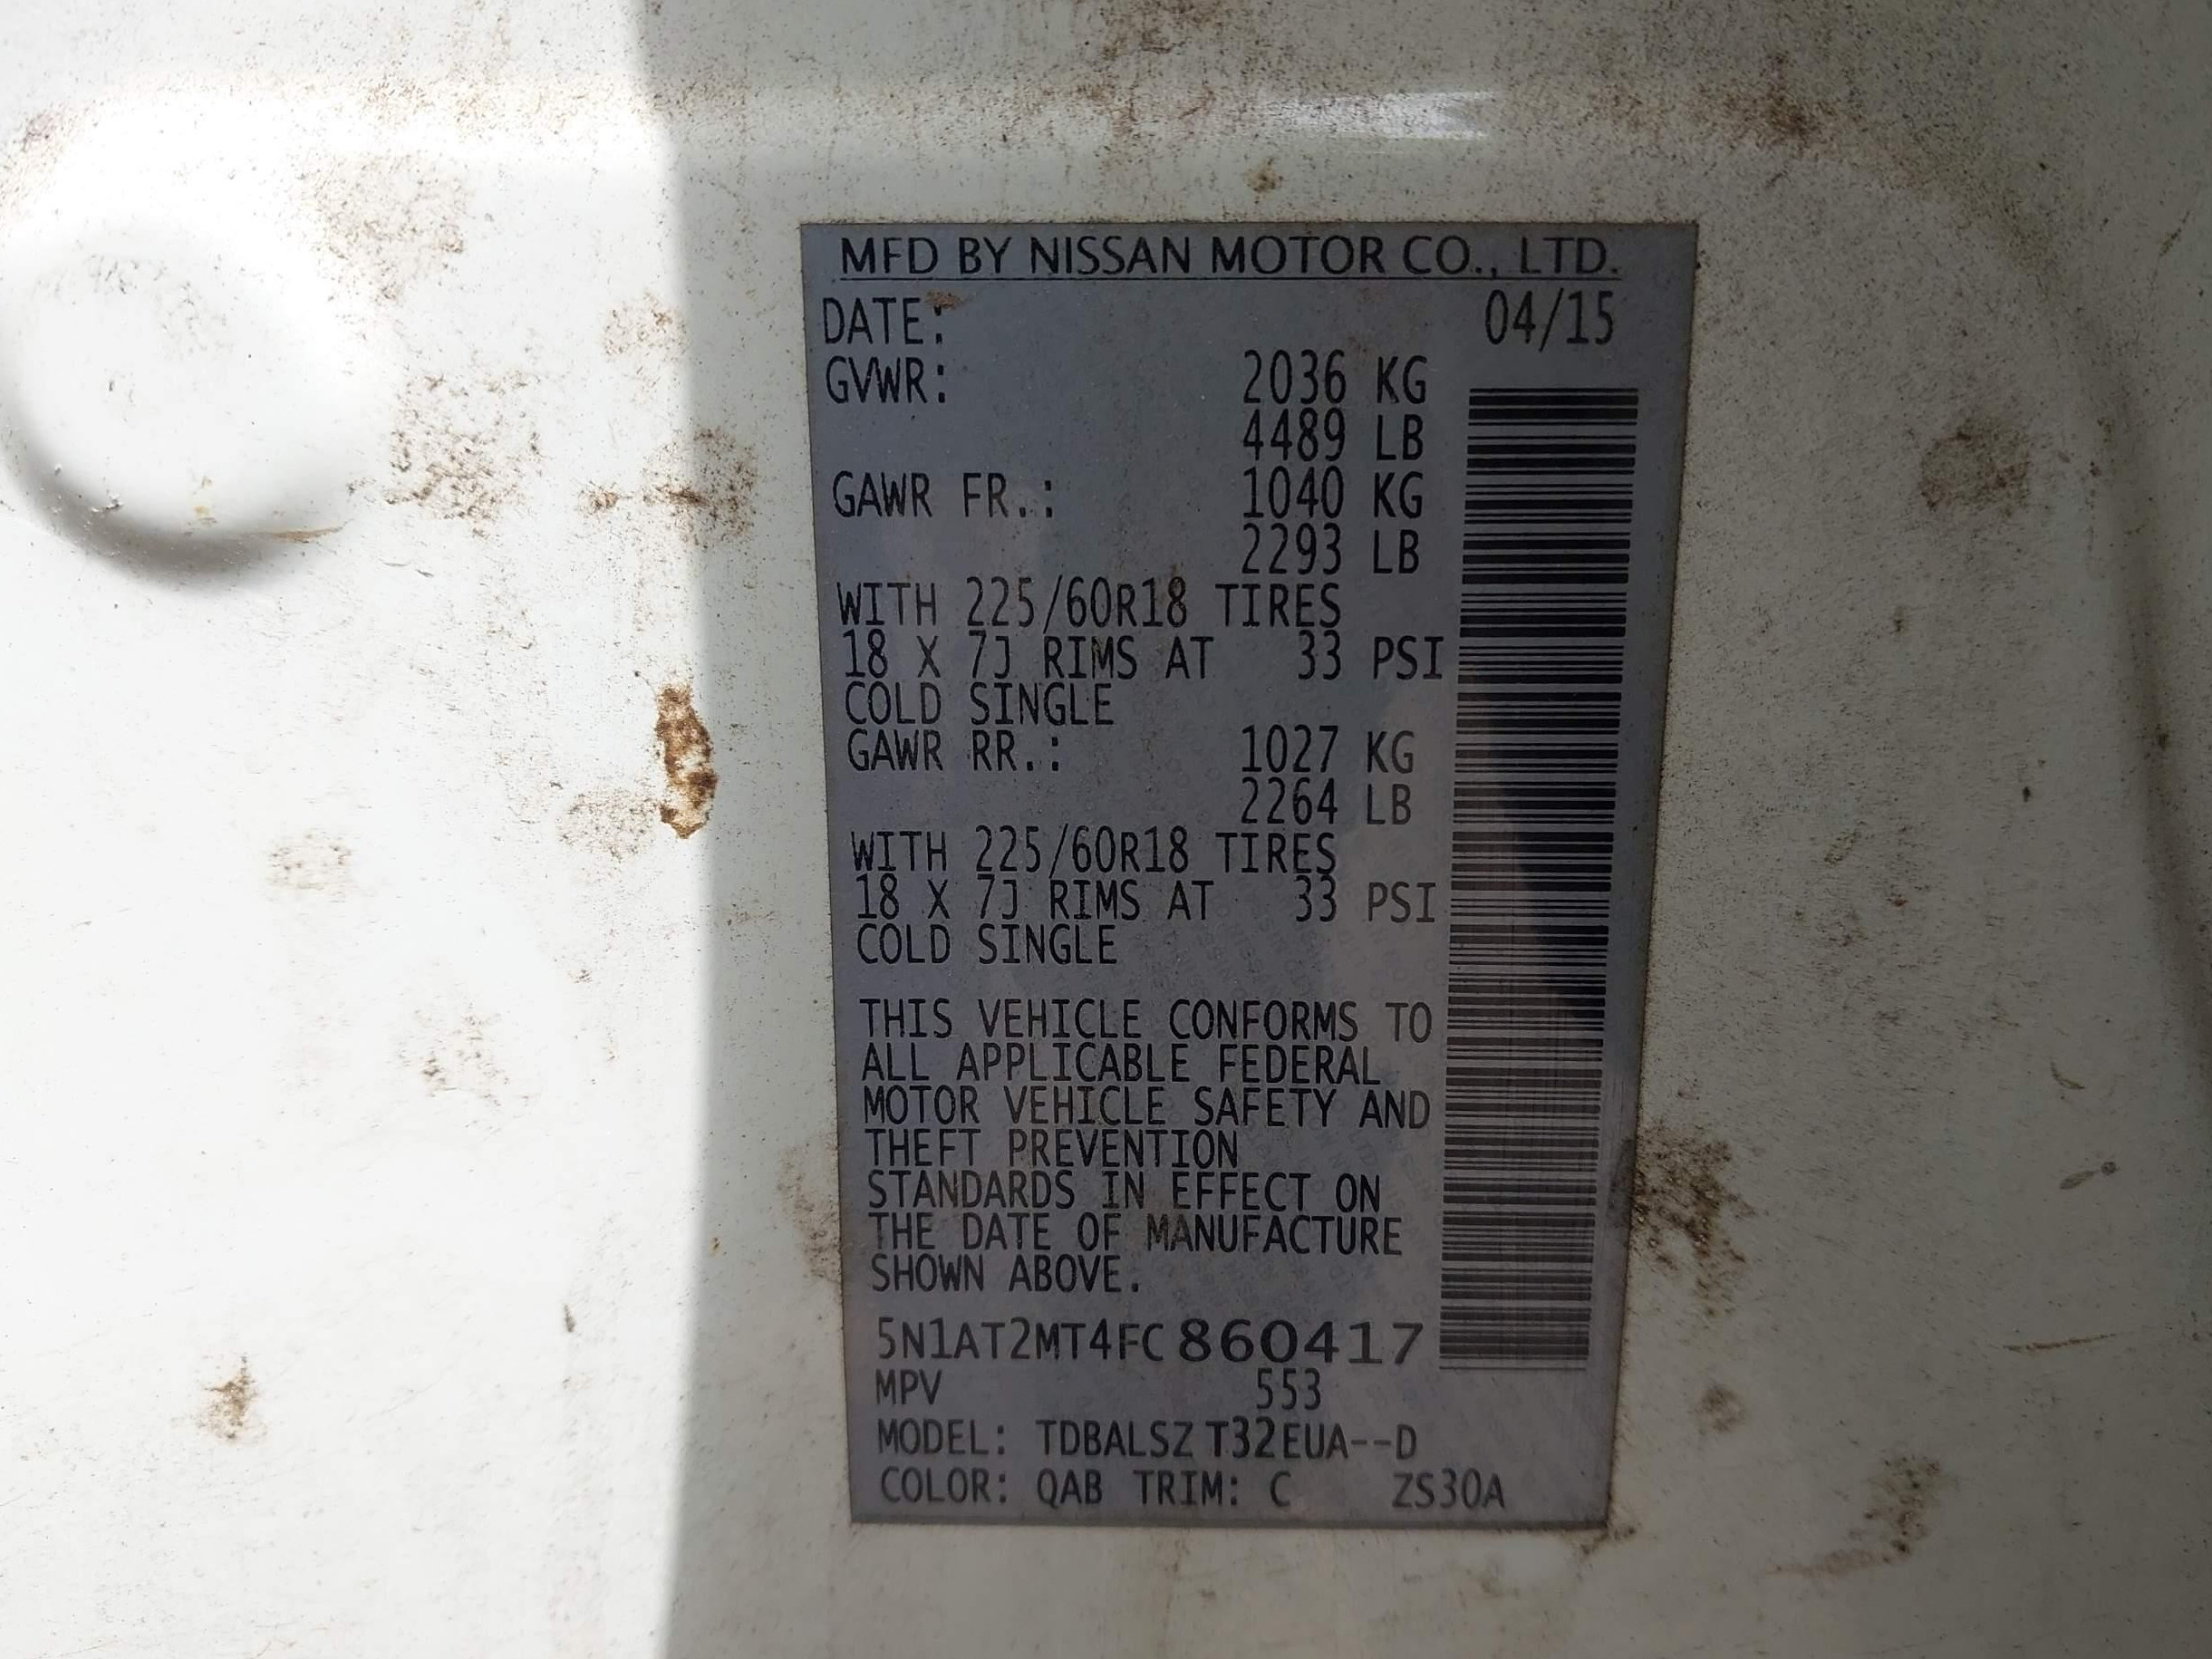 MFD BY NISSAN MOTOR CO., LTD.
DATE: 04/15
GVWR: 2036 KG
4489 LB
GAWR FR.: 1040 KG
2293 LB
WITH 225/60R18 TIRES
18 X 7J RIMS AT 33 PSI
COLD SINGLE
GAWR RR.: 1027 KG
2264 LB
WITH 225/60R18 TIRES
18 X 7J RIMS AT 33 PSI
COLD SINGLE
THIS VEHICLE CONFORMS TO
ALL APPLICABLE FEDERAL
MOTOR VEHICLE SAFETY AND
THEFT PREVENTION
STANDARDS IN EFFECT ON
THE DATE OF MANUFACTURE
SHOWN ABOVE.
5N1AT2MT4FC860417
MPV 553
MODEL: TDBALSZ T32EUA--D
COLOR: QAB TRIM: C ZS30A